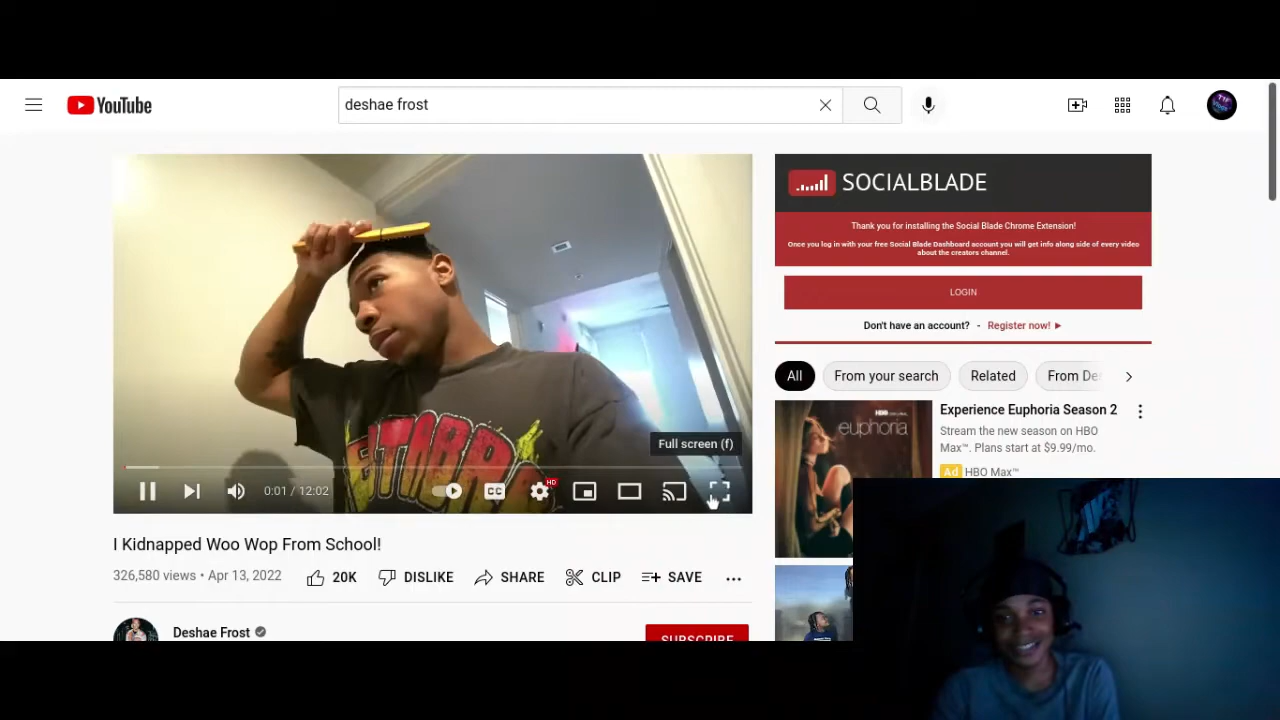 YouTube
deshae frost
SOCIALBLADE
Thank you for installing the Social Blade Chrome Extension!
Once you log in with your free Social Blade Dashboard account you will get info along side of every video
about the creators channel.
LOGIN
Don't have an account? - Register now! ►
All
From your search
Related
From De
Experience Euphoria Season 2
Stream the new season on HBO
Max™. Plans start at $9.99/mo.
Ad HBO Max™
HBO ORIGINAL
euphoria
Full screen (f)
0:01 / 12:02
CC
HD
I Kidnapped Woo Wop From School!
326,580 views • Apr 13, 2022
20K
DISLIKE
SHARE
CLIP
SAVE
Deshae Frost
SUBSCRIBE